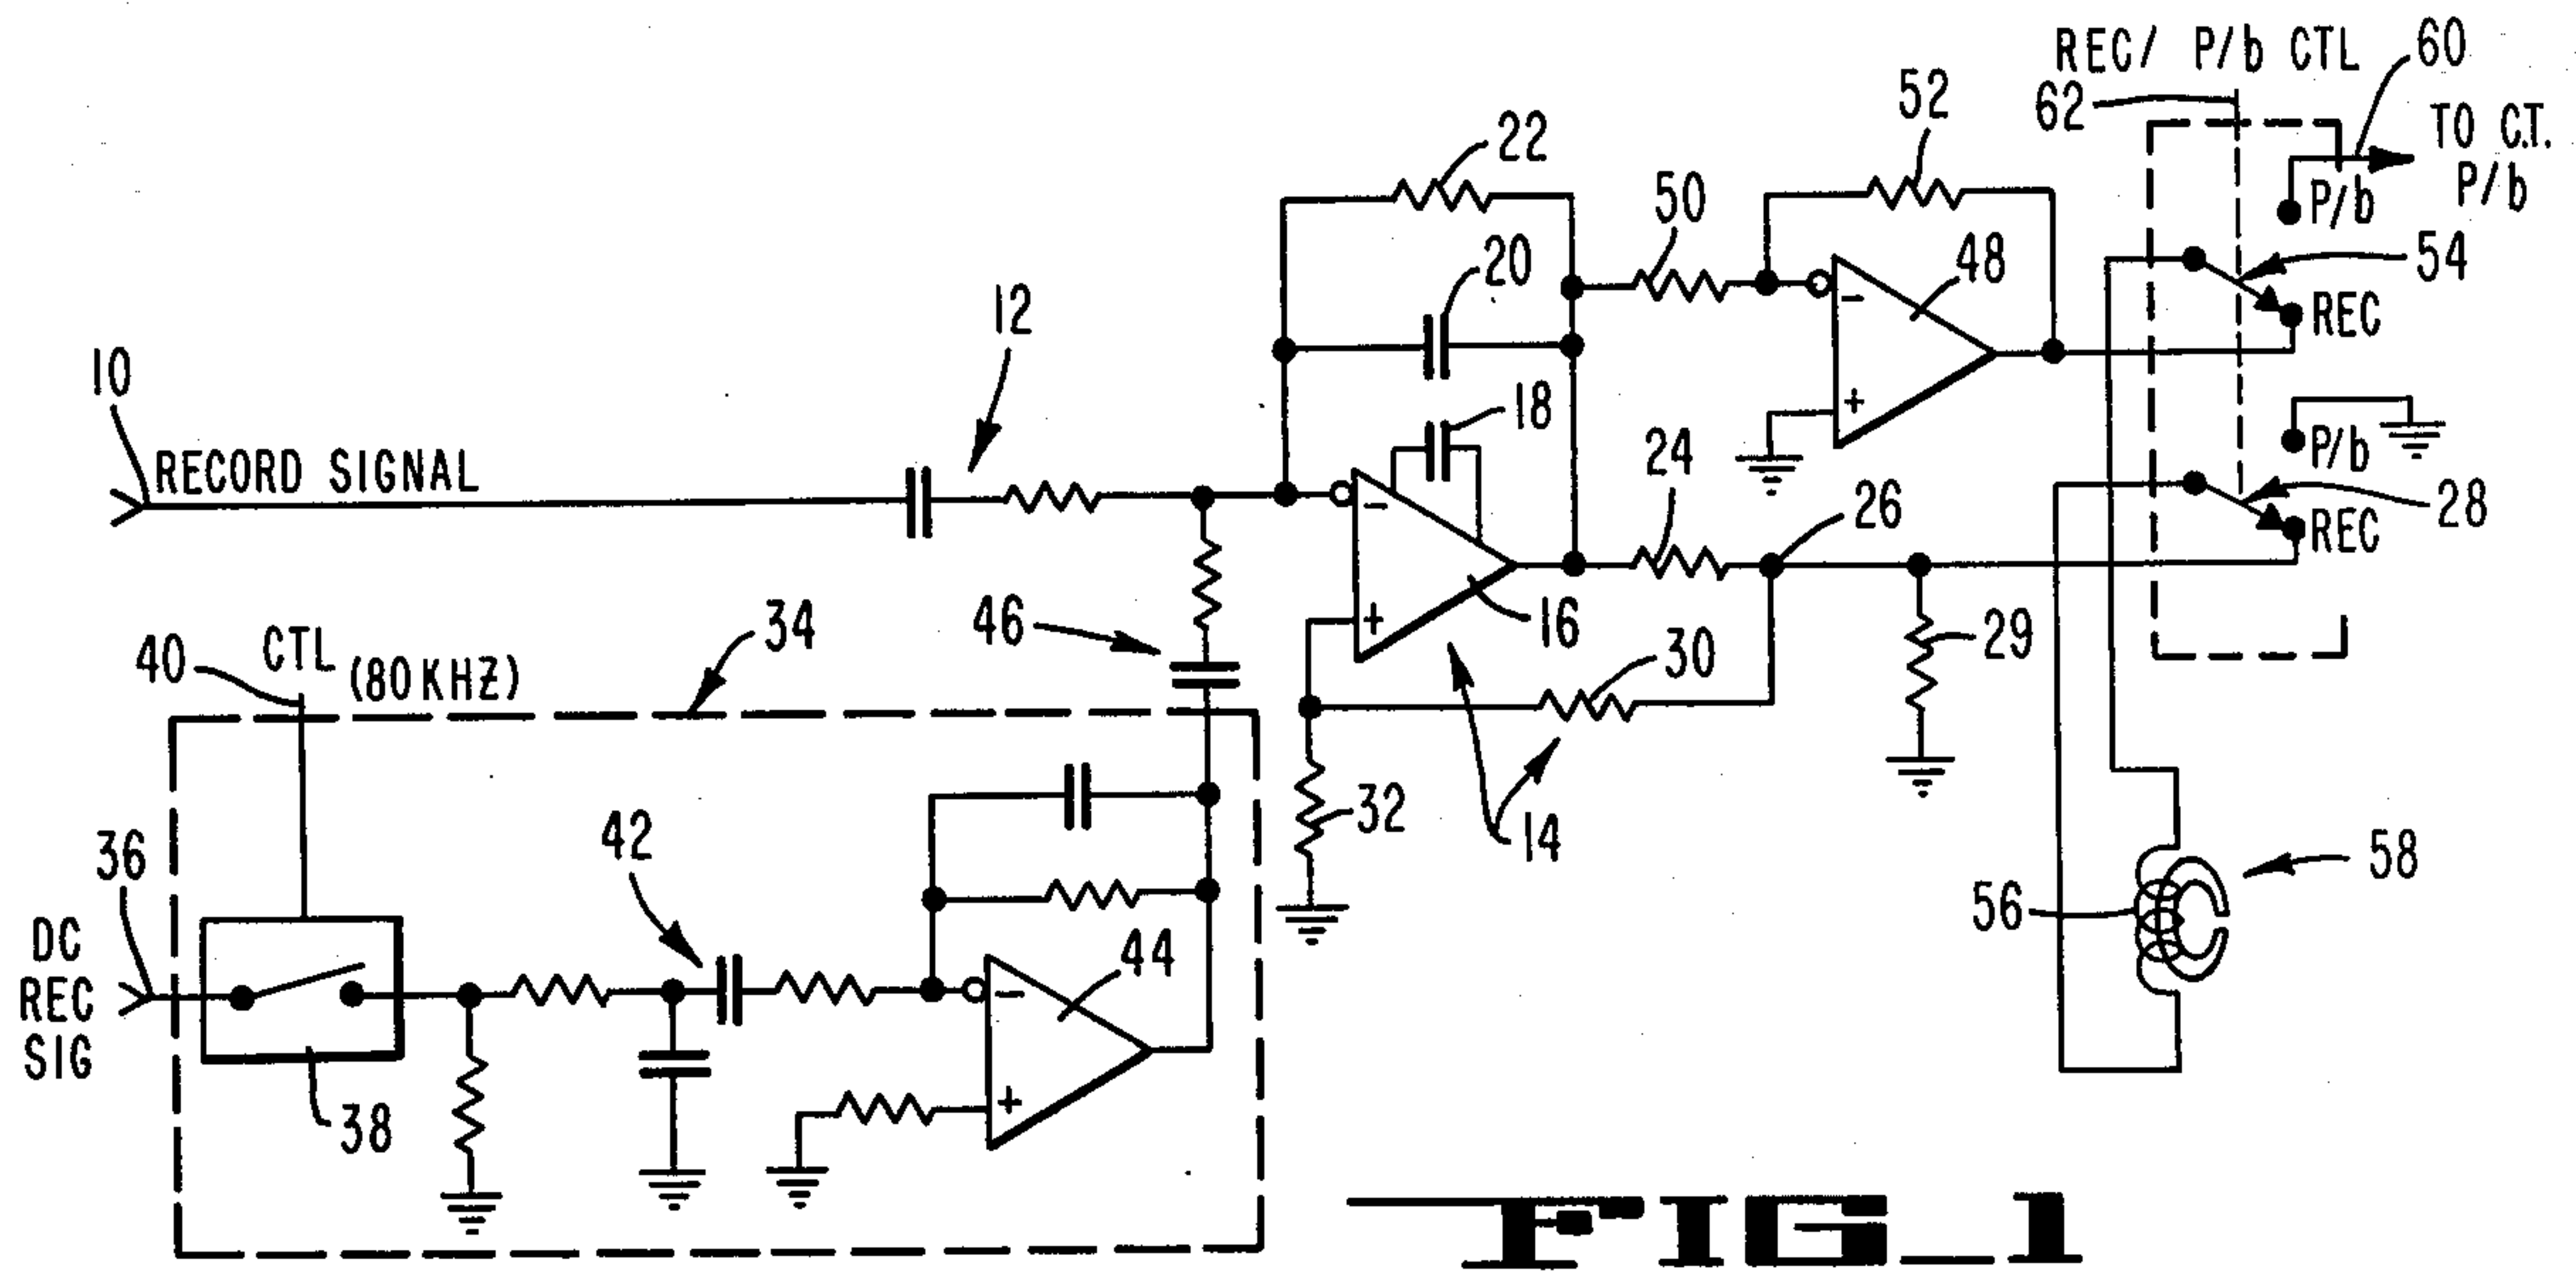 REC/ P/b CTL
60
62
TO C.T.
P/b
52
22
50
P/b
54
48
20
12
REC
10
18
RECORD SIGNAL
24
P/b
26
28
REC
-
-
+
+
16
46
34
40
CTL
(80 KHZ)
30
29
32
14
42
36
58
56
DC
REC
SIG
44
-
+
38
FIG_1